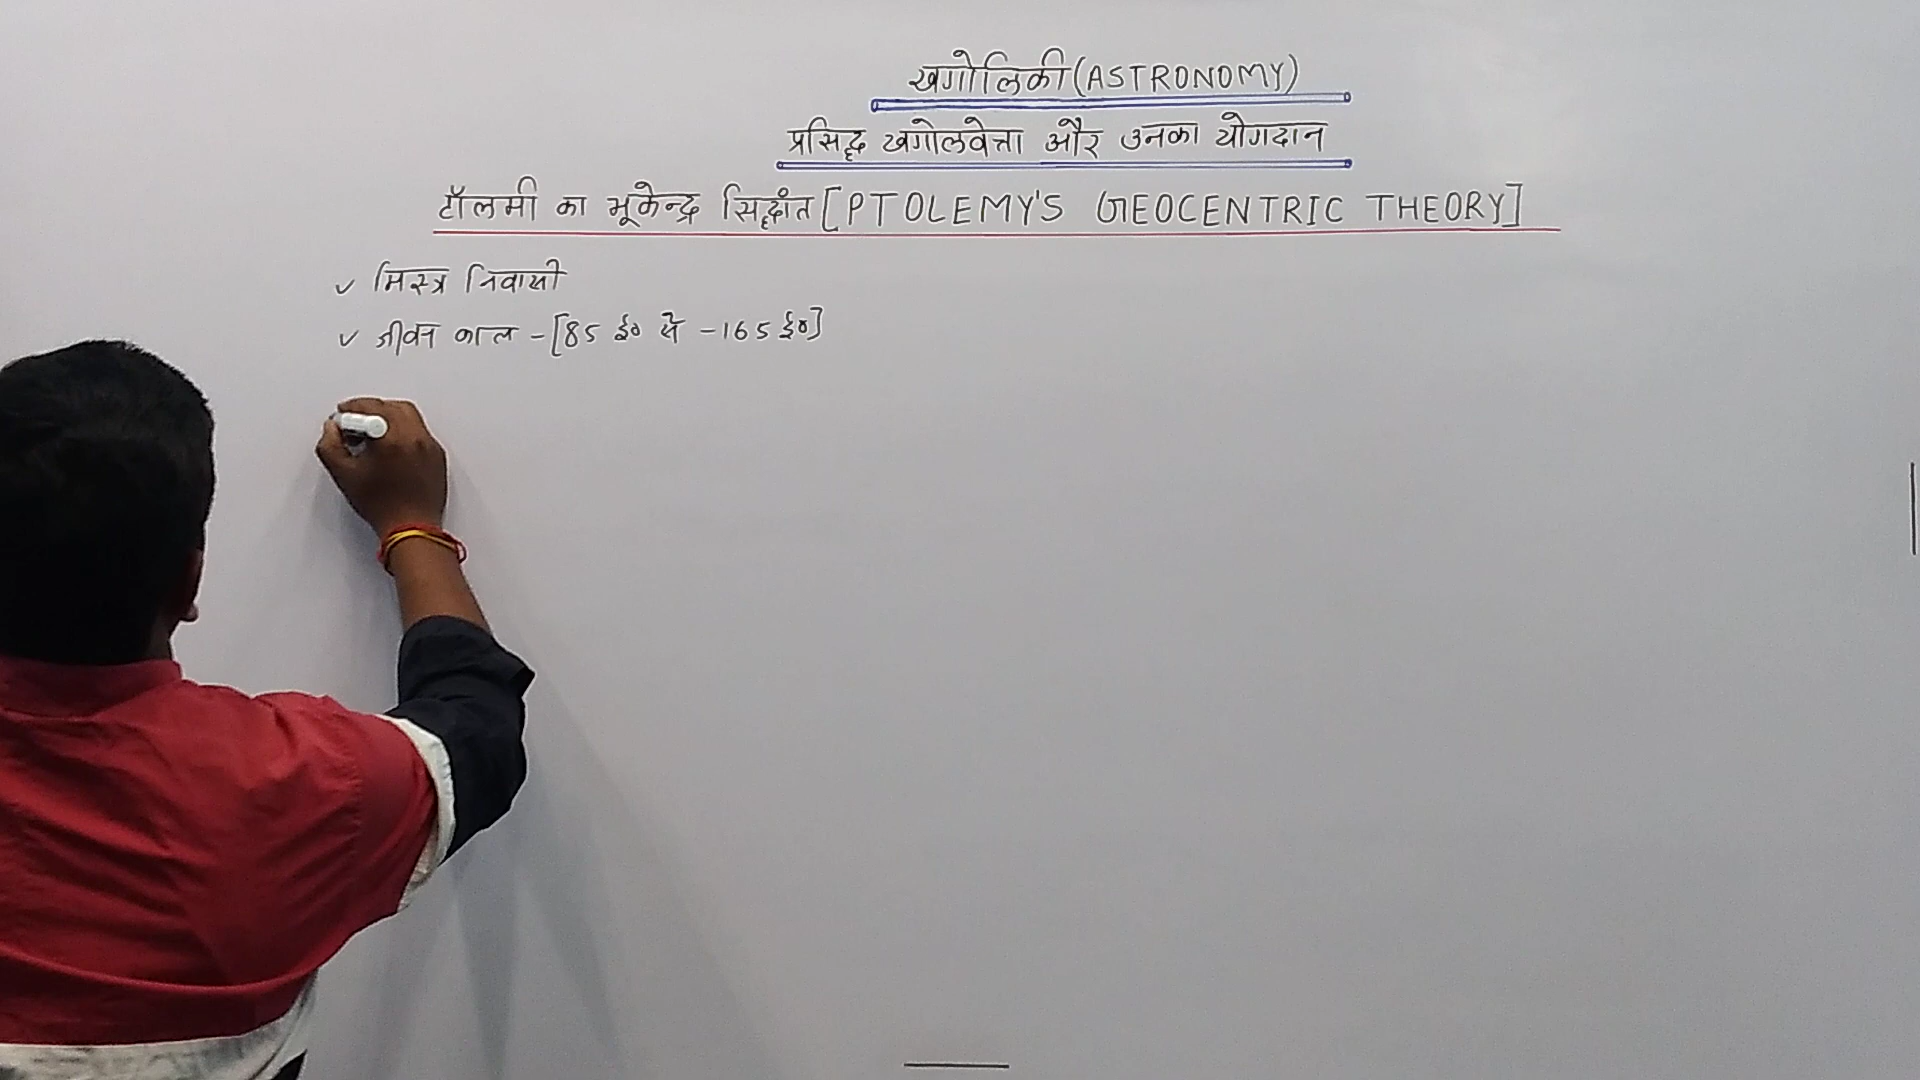 खगोलिकी(ASTRONOMY)
प्रसिद्ध खगोलवेत्ता और उनका योगदान
टॉलमी का भूकेन्द्र सिद्धांत [PTOLEMY'S GEOCENTRIC THEORY]
✓ मिस्त्र निवासी
✓ जीवन काल -[85 ई० से -165 ई०]